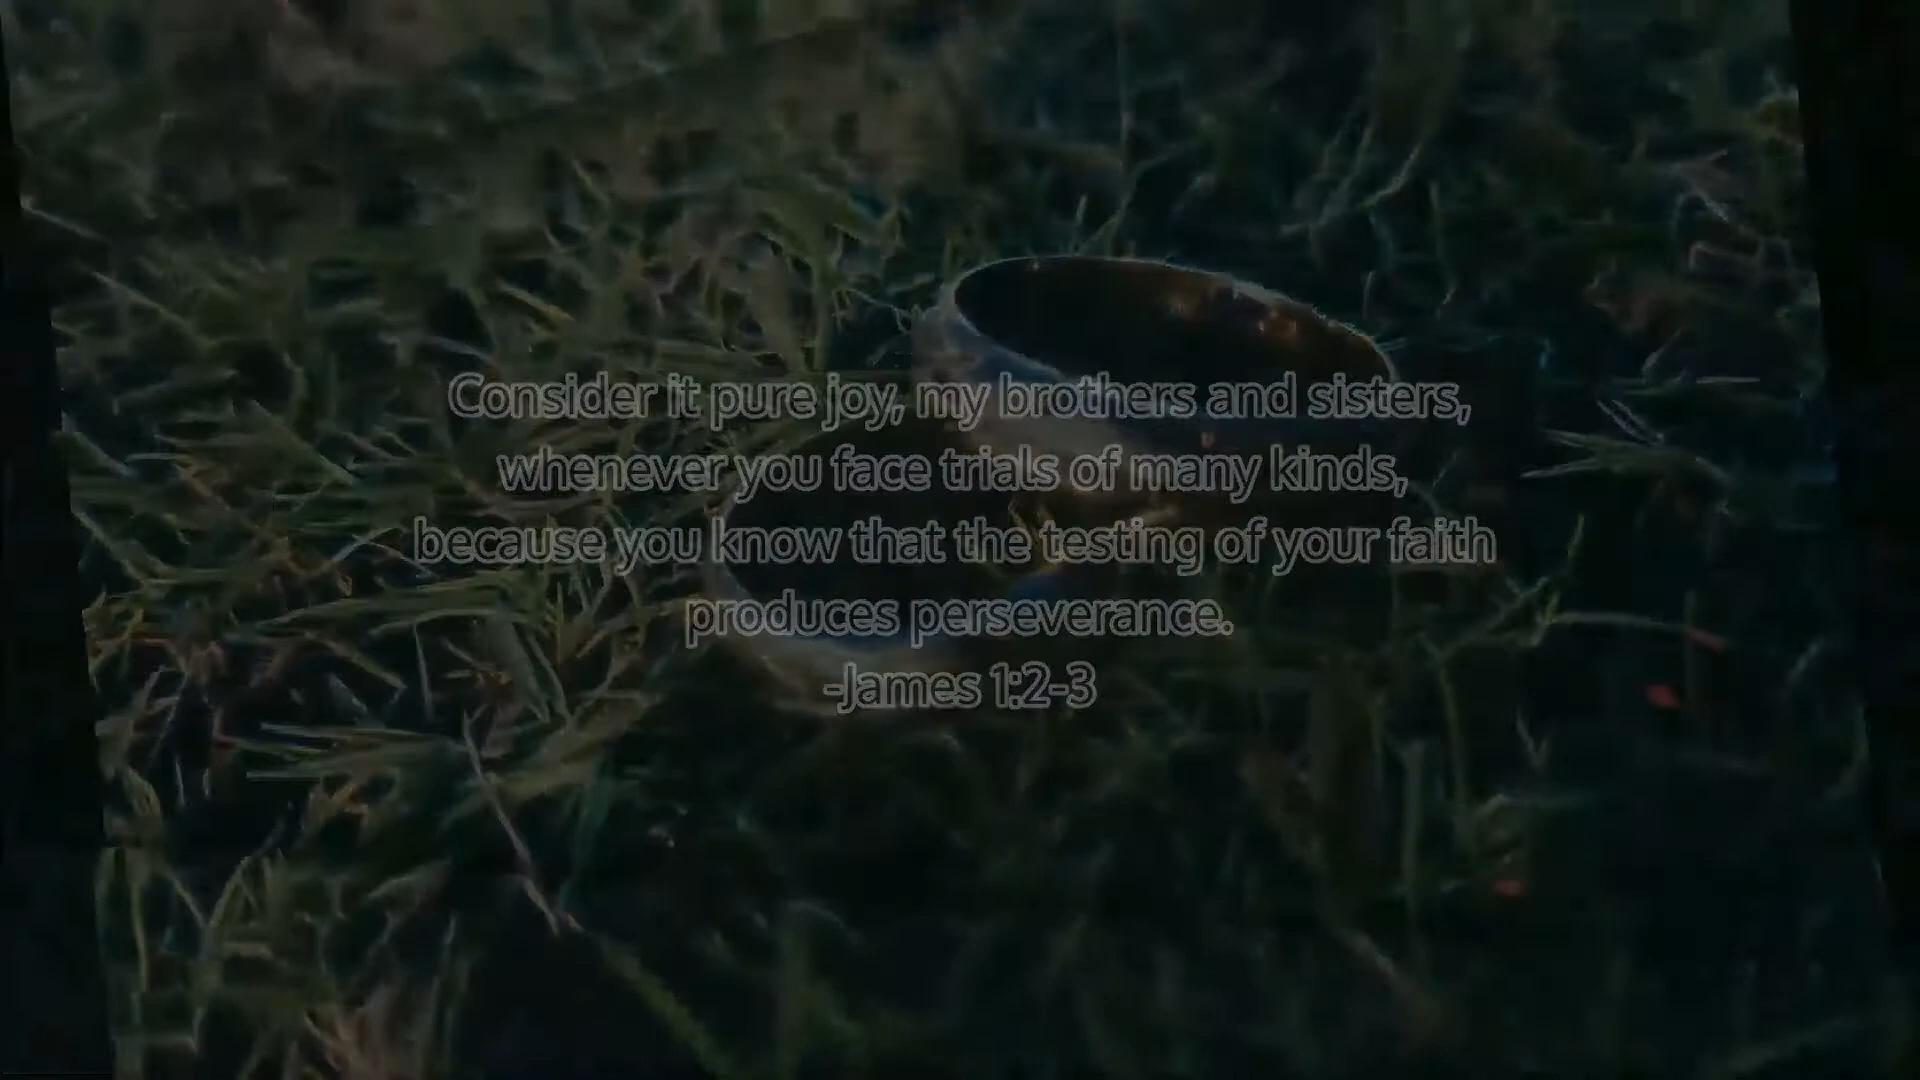 Consider it pure joy, my brothers and sisters,
whenever you face trials of many kinds,
because you know that the testing of your faith
produces perseverance.
-James 1:2-3